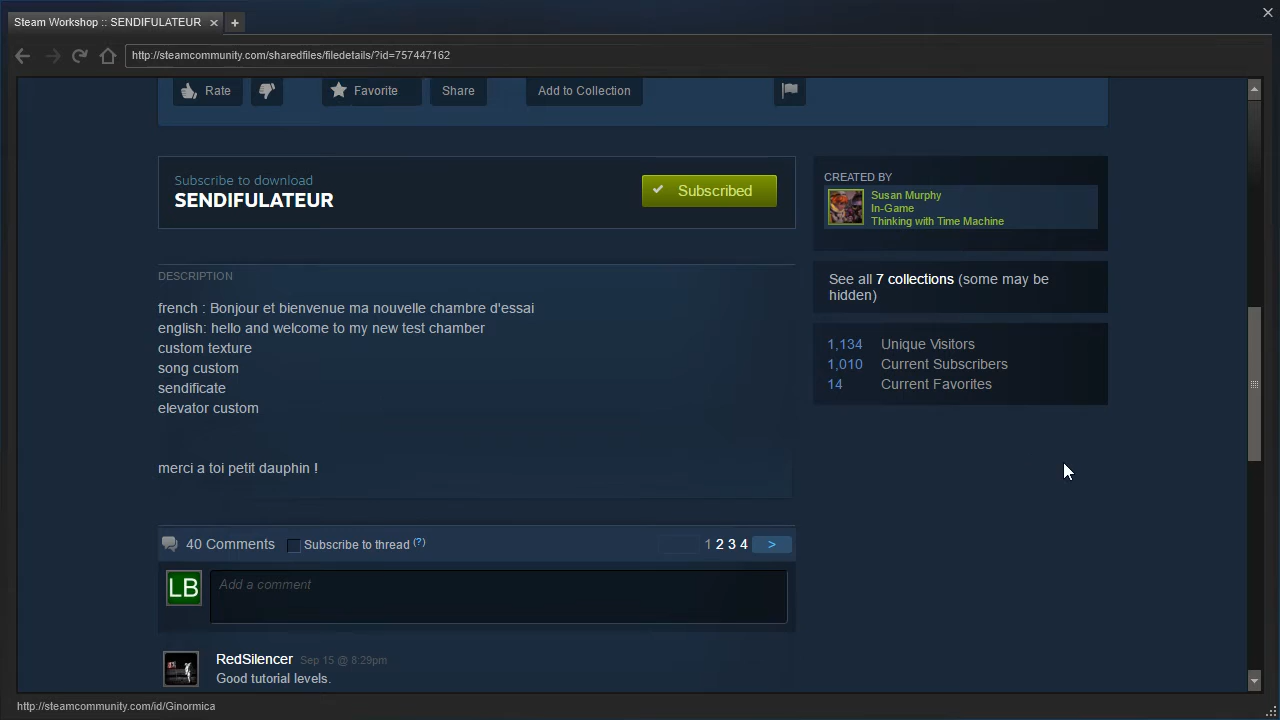 Steam Workshop :: SENDIFULATEUR
http://steamcommunity.com/sharedfiles/filedetails/?id=757447162
Rate
Favorite
Share
Add to Collection
Subscribe to download
SENDIFULATEUR
Subscribed
CREATED BY
Susan Murphy
In-Game
Thinking with Time Machine
See all 7 collections (some may be
hidden)
1,134 Unique Visitors
1,010 Current Subscribers
14 Current Favorites
DESCRIPTION
french : Bonjour et bienvenue ma nouvelle chambre d'essai
english: hello and welcome to my new test chamber
custom texture
song custom
sendificate
elevator custom
merci a toi petit dauphin !
40 Comments Subscribe to thread (?) 1 2 3 4 >
LB
Add a comment
RedSilencer Sep 15 @ 8:29pm
Good tutorial levels.
http://steamcommunity.com/id/Ginormica